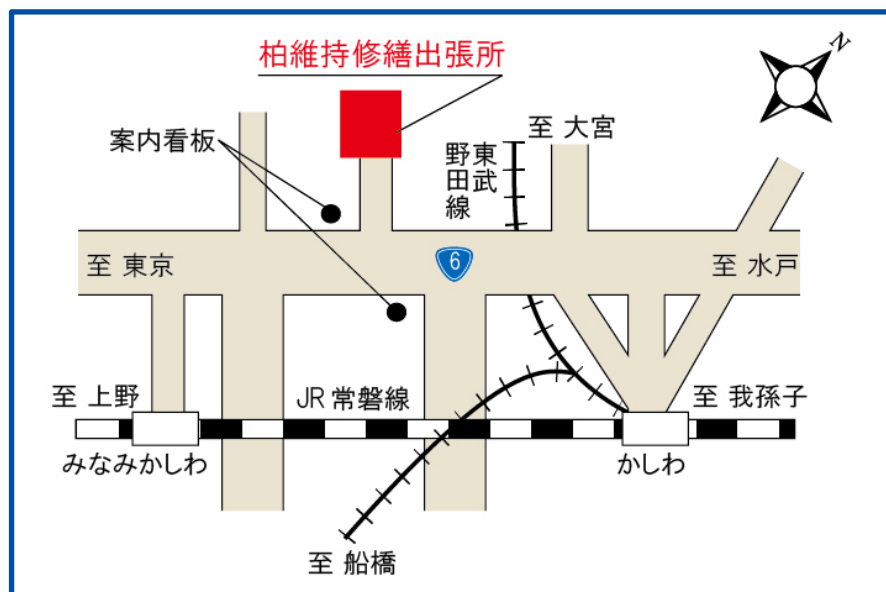 柏維持修繕出張所
N
案内看板
至 大宮
東武
野田線
至 東京
6
至 水戸
至 上野
JR常磐線
至 我孫子
みなみかしわ
かしわ
至 船橋